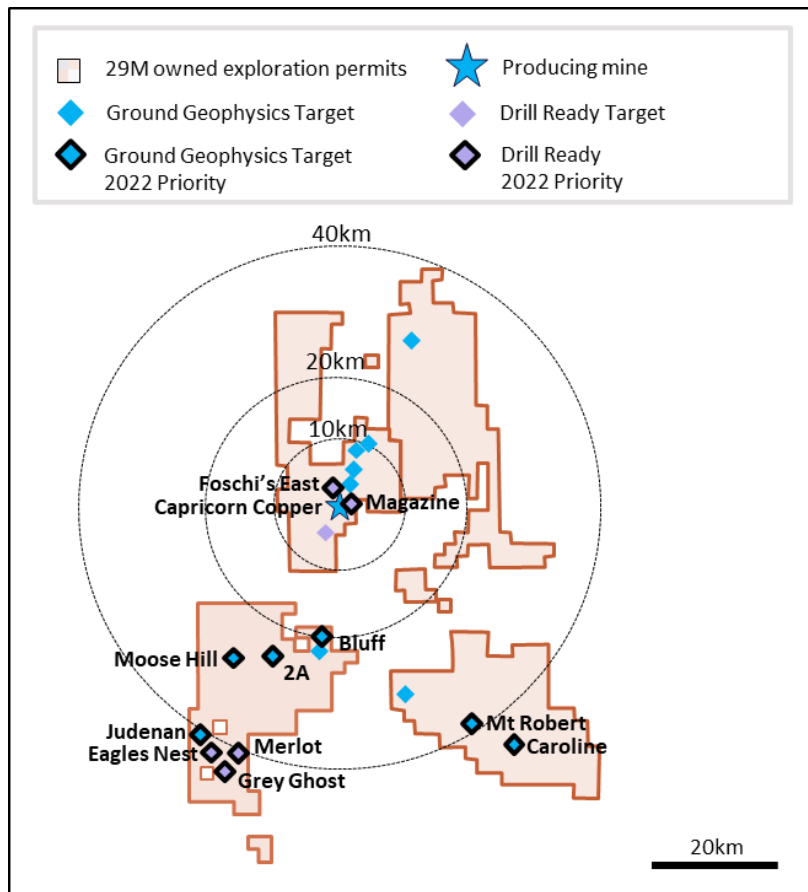 29M owned exploration permits
Producing mine
Ground Geophysics Target
Drill Ready Target
Ground Geophysics Target
2022 Priority
Drill Ready
2022 Priority
40km
20km
10km
Foschi's East
Capricorn Copper
Magazine
Bluff
Moose Hill
2A
Judenan
Mt Robert
Eagles Nest
Merlot
Caroline
Grey Ghost
20km